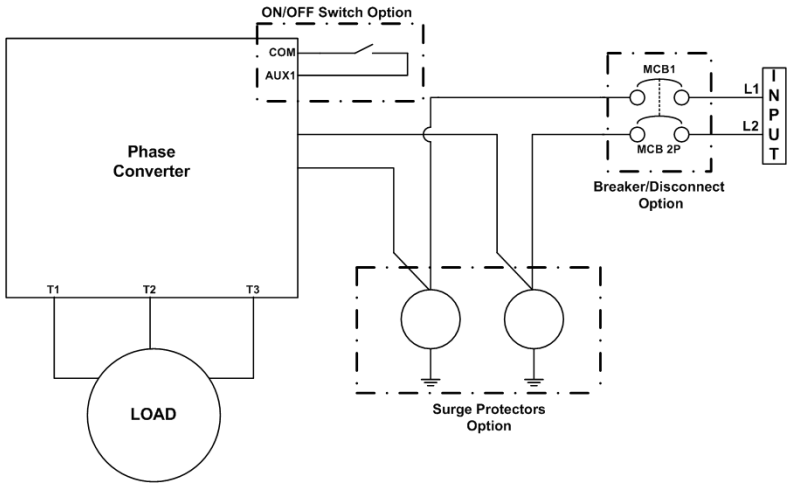 ON/OFF Switch Option
COM
AUX1
MCB1
L1
L2
INPUT
MCB 2P
Breaker/Disconnect
Option
Phase
Converter
T1 T2 T3
LOAD
Surge Protectors
Option